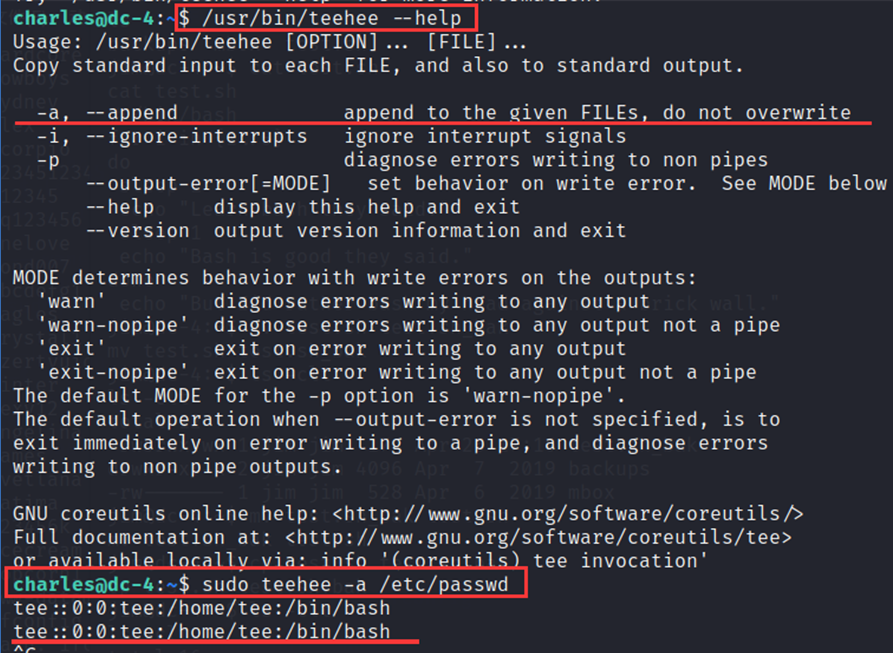 charles@dc-4:~$ /usr/bin/teehee --help
Usage: /usr/bin/teehee [OPTION]... [FILE]...
Copy standard input to each FILE, and also to standard output.
-a, --append append to the given FILEs, do not overwrite
-i, --ignore-interrupts ignore interrupt signals
-p diagnose errors writing to non pipes
--output-error[=MODE] set behavior on write error. See MODE below
--help display this help and exit
--version output version information and exit
MODE determines behavior with write errors on the outputs:
'warn' diagnose errors writing to any output
'warn-nopipe' diagnose errors writing to any output not a pipe
'exit' exit on error writing to any output
'exit-nopipe' exit on error writing to any output not a pipe
The default MODE for the -p option is 'warn-nopipe'.
The default operation when --output-error is not specified, is to
exit immediately on error writing to a pipe, and diagnose errors
writing to non pipe outputs.
GNU coreutils online help: <http://www.gnu.org/software/coreutils/>
Full documentation at: <http://www.gnu.org/software/coreutils/tee>
or available locally via: info '(coreutils) tee invocation'
charles@dc-4:~$ sudo teehee -a /etc/passwd
tee::0:0:tee:/home/tee:/bin/bash
tee::0:0:tee:/home/tee:/bin/bash
^C